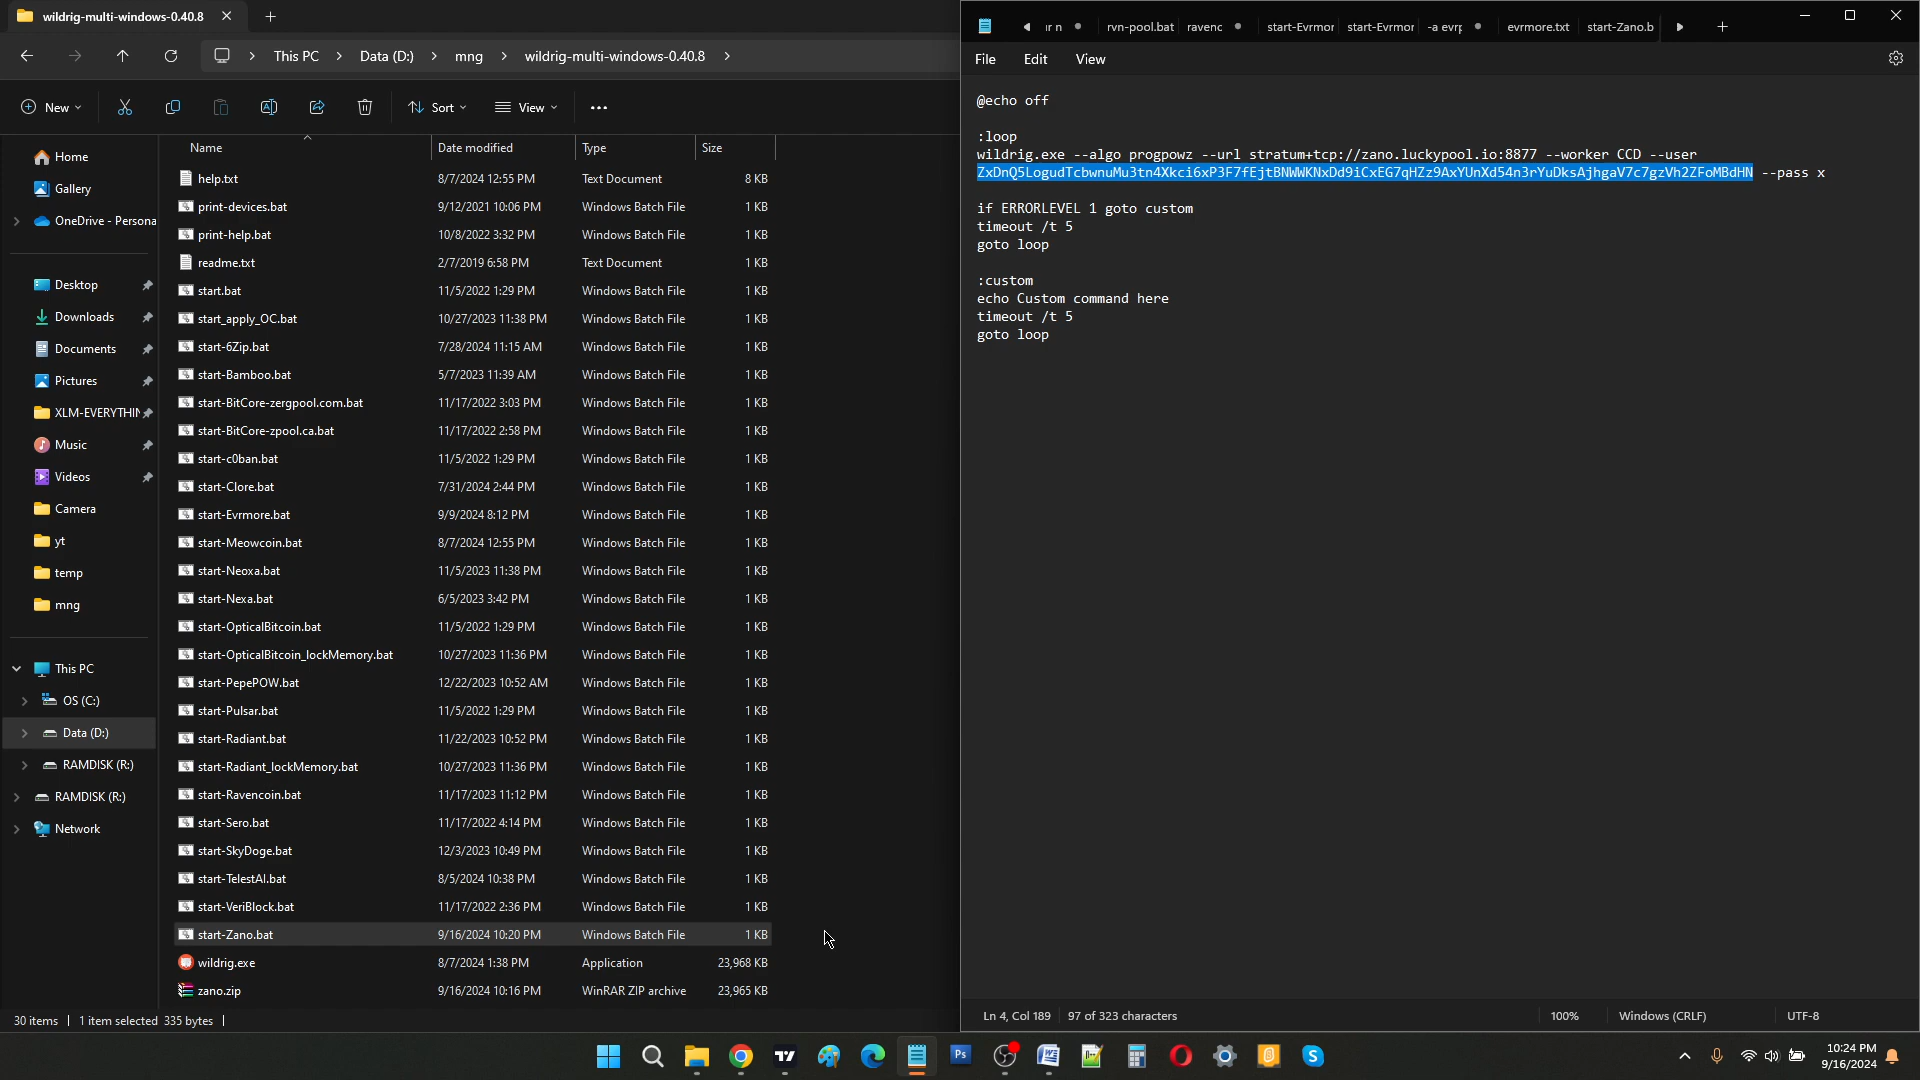 wildrig-multi-windows-0.40.8
This PC > Data (D:) > mng > wildrig-multi-windows-0.40.8 >
New
Sort
View
Home
Gallery
OneDrive - Persona
Desktop
Downloads
Documents
Pictures
XLM-EVERYTHIN
Music
Videos
Camera
yt
temp
mng
This PC
OS (C:)
Data (D:)
RAMDISK (R:)
RAMDISK (R:)
Network
Name Date modified Type Size
help.txt 8/7/2024 12:55 PM Text Document 8 KB
print-devices.bat 9/12/2021 10:06 PM Windows Batch File 1 KB
print-help.bat 10/8/2022 3:32 PM Windows Batch File 1 KB
readme.txt 2/7/2019 6:58 PM Text Document 1 KB
start.bat 11/5/2022 1:29 PM Windows Batch File 1 KB
start_apply_OC.bat 10/27/2023 11:38 PM Windows Batch File 1 KB
start-6Zip.bat 7/28/2024 11:15 AM Windows Batch File 1 KB
start-Bamboo.bat 5/7/2023 11:39 AM Windows Batch File 1 KB
start-BitCore-zergpool.com.bat 11/17/2022 3:03 PM Windows Batch File 1 KB
start-BitCore-zpool.ca.bat 11/17/2022 2:58 PM Windows Batch File 1 KB
start-c0ban.bat 11/5/2022 1:29 PM Windows Batch File 1 KB
start-Clore.bat 7/31/2024 2:44 PM Windows Batch File 1 KB
start-Evrmore.bat 9/9/2024 8:12 PM Windows Batch File 1 KB
start-Meowcoin.bat 8/7/2024 12:55 PM Windows Batch File 1 KB
start-Neoxa.bat 11/5/2023 11:38 PM Windows Batch File 1 KB
start-Nexa.bat 6/5/2023 3:42 PM Windows Batch File 1 KB
start-OpticalBitcoin.bat 11/5/2022 1:29 PM Windows Batch File 1 KB
start-OpticalBitcoin_lockMemory.bat 10/27/2023 11:36 PM Windows Batch File 1 KB
start-PepePOW.bat 12/22/2023 10:52 AM Windows Batch File 1 KB
start-Pulsar.bat 11/5/2022 1:29 PM Windows Batch File 1 KB
start-Radiant.bat 11/22/2023 10:52 PM Windows Batch File 1 KB
start-Radiant_lockMemory.bat 10/27/2023 11:36 PM Windows Batch File 1 KB
start-Ravencoin.bat 11/17/2023 11:12 PM Windows Batch File 1 KB
start-Sero.bat 11/17/2022 4:14 PM Windows Batch File 1 KB
start-SkyDoge.bat 12/3/2023 10:49 PM Windows Batch File 1 KB
start-TelestAI.bat 8/5/2024 10:38 PM Windows Batch File 1 KB
start-VeriBlock.bat 11/17/2022 2:36 PM Windows Batch File 1 KB
start-Zano.bat 9/16/2024 10:20 PM Windows Batch File 1 KB
wildrig.exe 8/7/2024 1:38 PM Application 23,968 KB
zano.zip 9/16/2024 10:16 PM WinRAR ZIP archive 23,965 KB
30 items 1 item selected 335 bytes
rvn-pool.bat ravenc start-Evrmor start-Evrmor -a evrp evrmore.txt start-Zano.b
File Edit View
@echo off
:loop
wildrig.exe --algo progpowz --url stratum+tcp://zano.luckypool.io:8877 --worker CCD --user
ZxDnQ5LogudTcbwnuMu3tn4Xkci6xP3F7fEjtBNWWKNxDd9iCxEG7qHZz9AxYUnXd54n3rYuDksAjhgaV7c7gzVh2ZFoMBdHN --pass x
if ERRORLEVEL 1 goto custom
timeout /t 5
goto loop
:custom
echo Custom command here
timeout /t 5
goto loop
Ln 4, Col 189 97 of 323 characters 100% Windows (CRLF) UTF-8
Ps
10:24 PM
9/16/2024